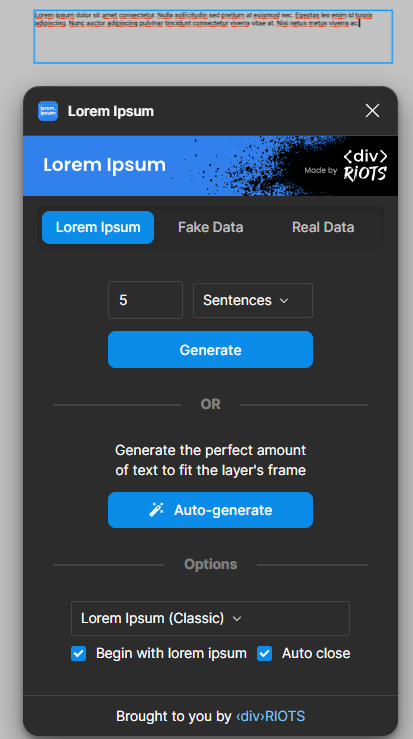 Lorem ipsum dolor sit amet consectetur. Nulla sollicitudin sed pretium at euismod nec. Egestas leo enim id turpis
adipiscing. Nunc auctor adipiscing pulvinar tincidunt consectetur viverra vitae at. Nisi netus metus viverra ac.
lorem
ipsum
Lorem Ipsum
Lorem Ipsum
Made by
<div>
RiOTS
Lorem Ipsum
Fake Data
Real Data
5
Sentences
Generate
OR
Generate the perfect amount
of text to fit the layer's frame
Auto-generate
Options
Lorem Ipsum (Classic)
Begin with lorem ipsum
Auto close
Brought to you by ‹div›RIOTS